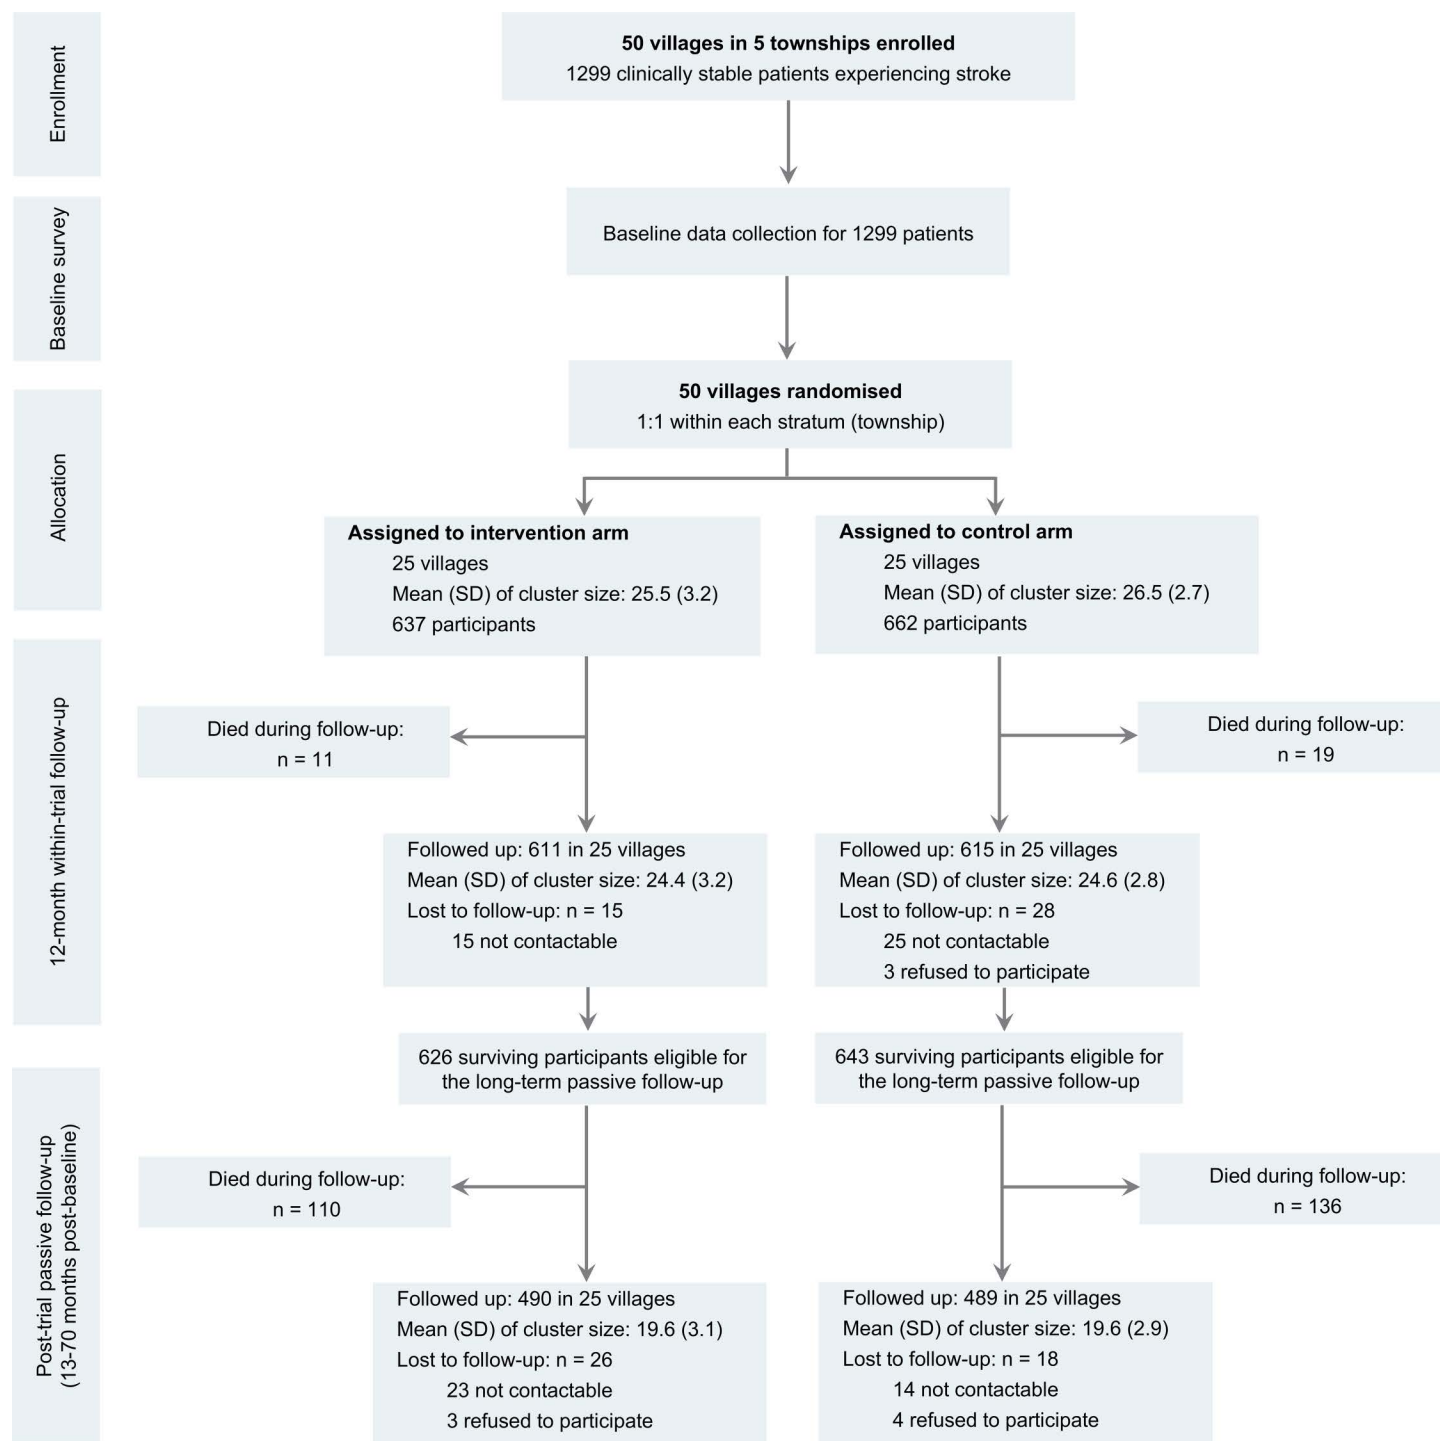 Enrollment
50 villages in 5 townships enrolled
1299 clinically stable patients experiencing stroke
Baseline survey
Baseline data collection for 1299 patients
Allocation
50 villages randomised
1:1 within each stratum (township)
Assigned to intervention arm
25 villages
Mean (SD) of cluster size: 25.5 (3.2)
637 participants
Assigned to control arm
25 villages
Mean (SD) of cluster size: 26.5 (2.7)
662 participants
12-month within-trial follow-up
Died during follow-up:
n = 11
Died during follow-up:
n = 19
Followed up: 611 in 25 villages
Mean (SD) of cluster size: 24.4 (3.2)
Lost to follow-up: n = 15
15 not contactable
Followed up: 615 in 25 villages
Mean (SD) of cluster size: 24.6 (2.8)
Lost to follow-up: n = 28
25 not contactable
3 refused to participate
626 surviving participants eligible for
the long-term passive follow-up
643 surviving participants eligible for
the long-term passive follow-up
Post-trial passive follow-up
(13-70 months post-baseline)
Died during follow-up:
n = 110
Died during follow-up:
n = 136
Followed up: 490 in 25 villages
Mean (SD) of cluster size: 19.6 (3.1)
Lost to follow-up: n = 26
23 not contactable
3 refused to participate
Followed up: 489 in 25 villages
Mean (SD) of cluster size: 19.6 (2.9)
Lost to follow-up: n = 18
14 not contactable
4 refused to participate